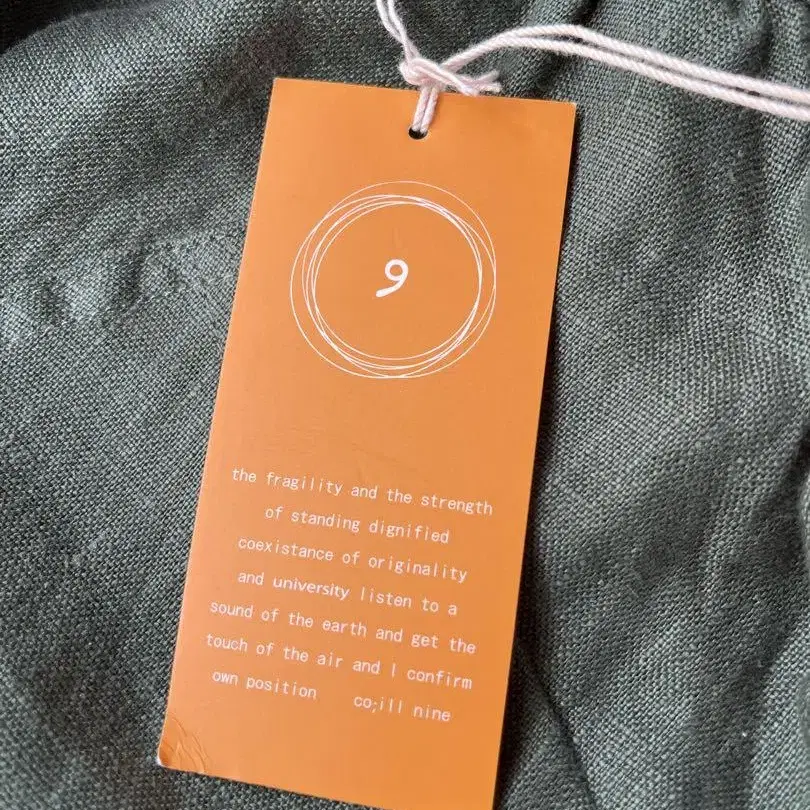 9
the fragility and the strength
of standing dignified
coexistance of originality
and university listen to a
sound of the earth and get the
touch of the air and I confirm
own position co;ill nine